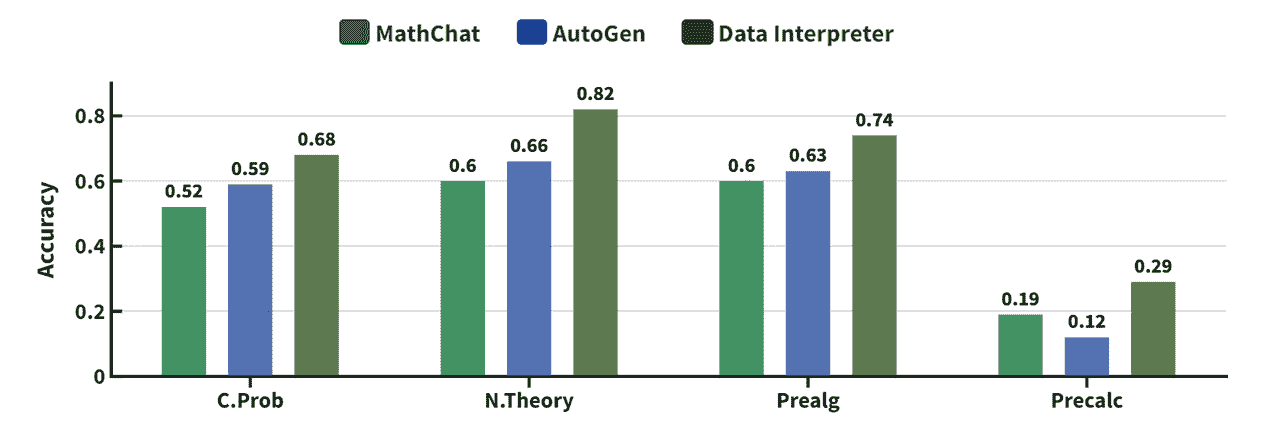 MathChat AutoGen Data Interpreter
Accuracy
0.8
0.6
0.4
0.2
0
0.52 0.59 0.68
0.6 0.66 0.82
0.6 0.63 0.74
0.19 0.12 0.29
C.Prob N.Theory Prealg Precalc